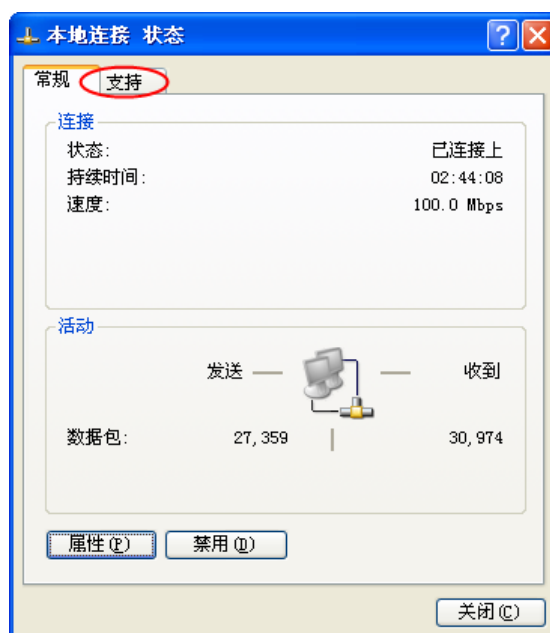 本地连接 状态
常规 支持
连接
状态: 已连接上
持续时间: 02:44:08
速度: 100.0 Mbps
活动
发送 收到
数据包: 27,359 30,974
属性(P) 禁用(D)
关闭(C)